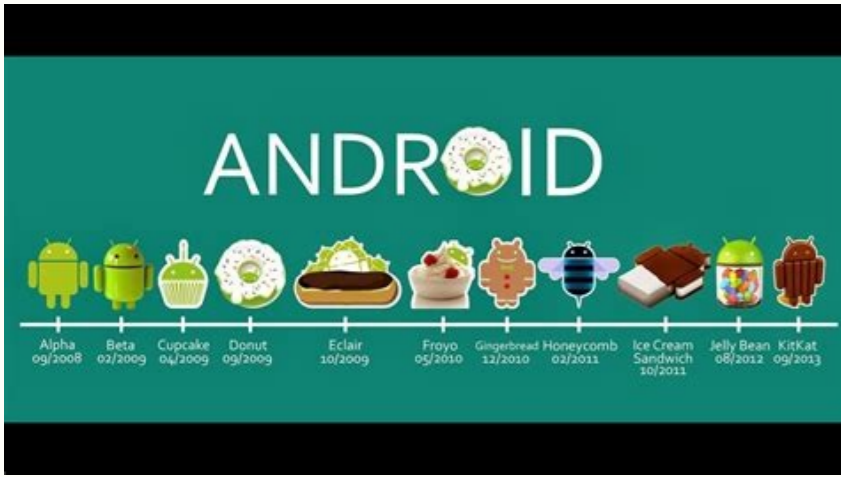 ANDROID
Alpha
09/2008
Beta
02/2009
Cupcake
04/2009
Donut
09/2009
Eclair
10/2009
Froyo
05/2010
Gingerbread
12/2010
Honeycomb
02/2011
Ice Cream
Sandwich
10/2011
Jelly Bean
08/2012
KitKat
09/2013